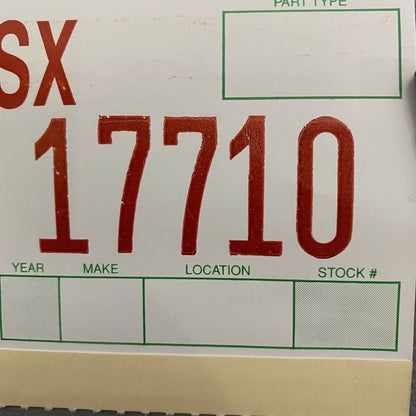 PART TYPE
SX
17710
YEAR MAKE LOCATION STOCK #